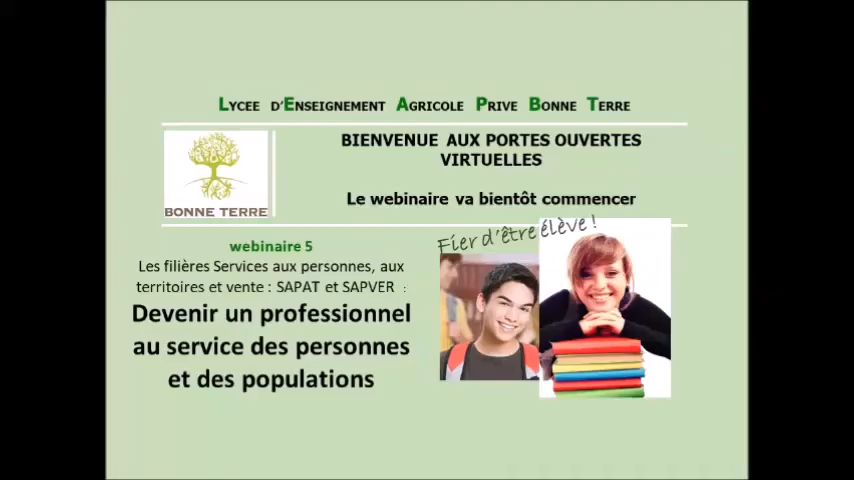 LYCEE D'ENSEIGNEMENT AGRICOLE PRIVE BONNE TERRE
BIENVENUE AUX PORTES OUVERTES
VIRTUELLES
Le webinaire va bientôt commencer
BONNE TERRE
webinaire 5
Les filières Services aux personnes, aux
territoires et vente : SAPAT et SAPVER :
Devenir un professionnel
au service des personnes
et des populations
Fier d'être élève !